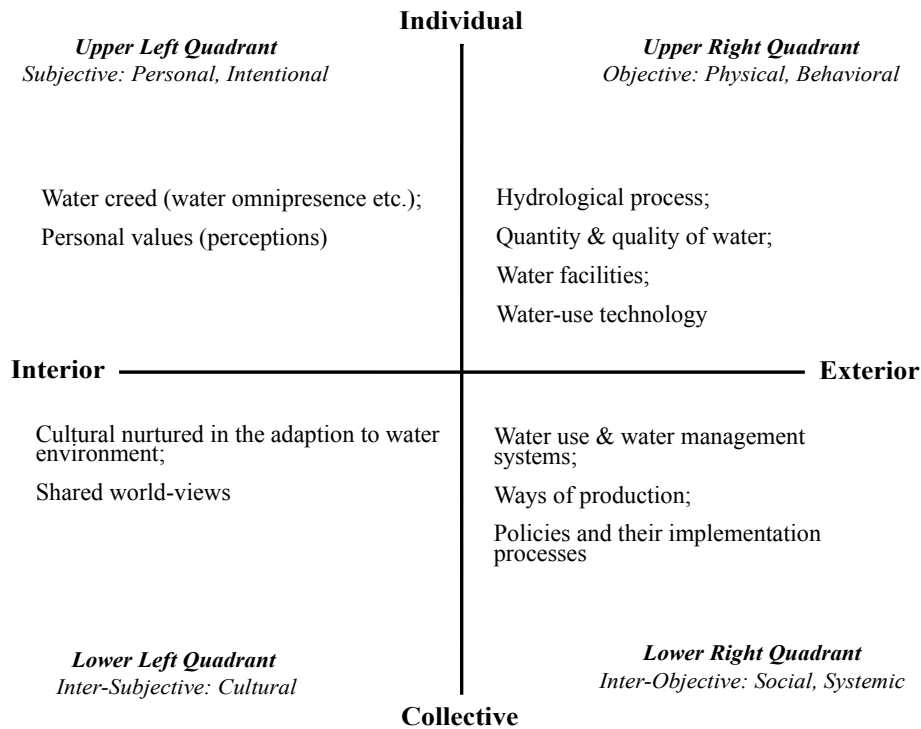 Individual
Upper Left Quadrant
Subjective: Personal, Intentional
Upper Right Quadrant
Objective: Physical, Behavioral
Water creed (water omnipresence etc.);
Personal values (perceptions)
Hydrological process;
Quantity & quality of water;
Water facilities;
Water-use technology
Interior
Exterior
Cultural nurtured in the adaption to water
environment;
Shared world-views
Water use & water management
systems;
Ways of production;
Policies and their implementation
processes
Lower Left Quadrant
Inter-Subjective: Cultural
Lower Right Quadrant
Inter-Objective: Social, Systemic
Collective